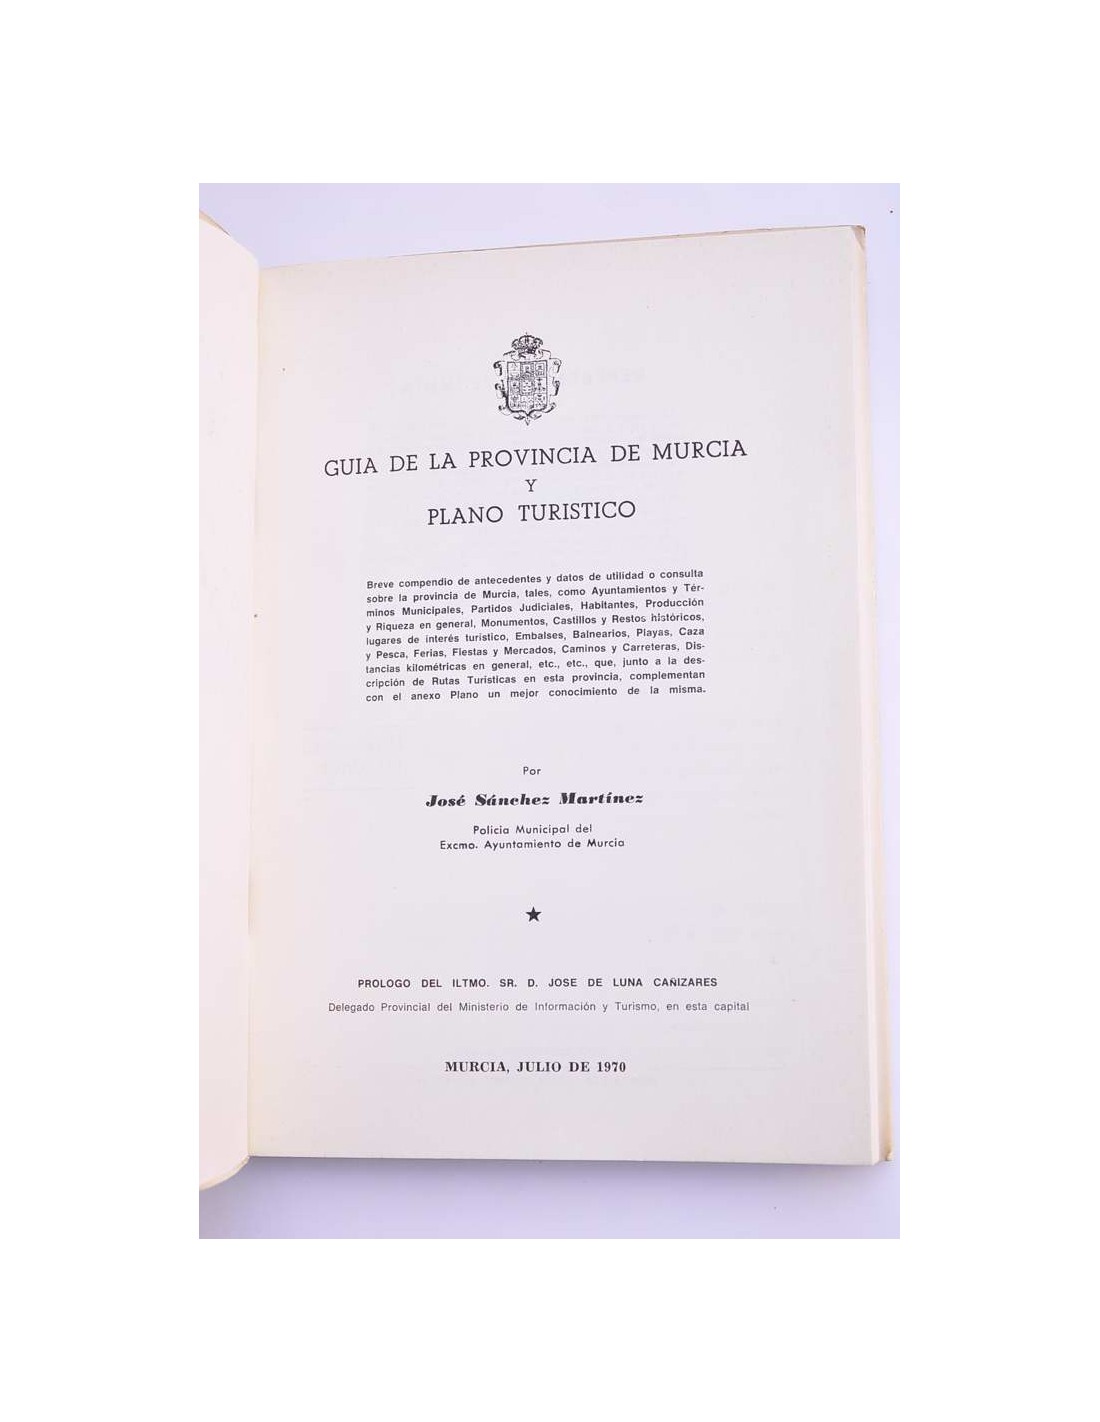 GUIA DE LA PROVINCIA DE MURCIA
Y
PLANO TURISTICO
Breve compendio de antecedentes y datos de utilidad o consulta
sobre la provincia de Murcia, tales, como Ayuntamientos y Tér-
minos Municipales, Partidos Judiciales, Habitantes, Producción
y Riqueza en general, Monumentos, Castillos y Restos históricos,
lugares de interés turístico, Embalses, Balnearios, Playas, Caza
y Pesca, Ferias, Fiestas y Mercados, Caminos y Carreteras, Dis-
tancias kilométricas en general, etc., etc., que, junto a la des-
cripción de Rutas Turísticas en esta provincia, complementan
con el anexo Plano un mejor conocimiento de la misma.
Por
José Sánchez Martínez
Policía Municipal del
Excmo. Ayuntamiento de Murcia
PROLOGO DEL ILTMO. SR. D. JOSE DE LUNA CAÑIZARES
Delegado Provincial del Ministerio de Información y Turismo, en esta capital
MURCIA, JULIO DE 1970